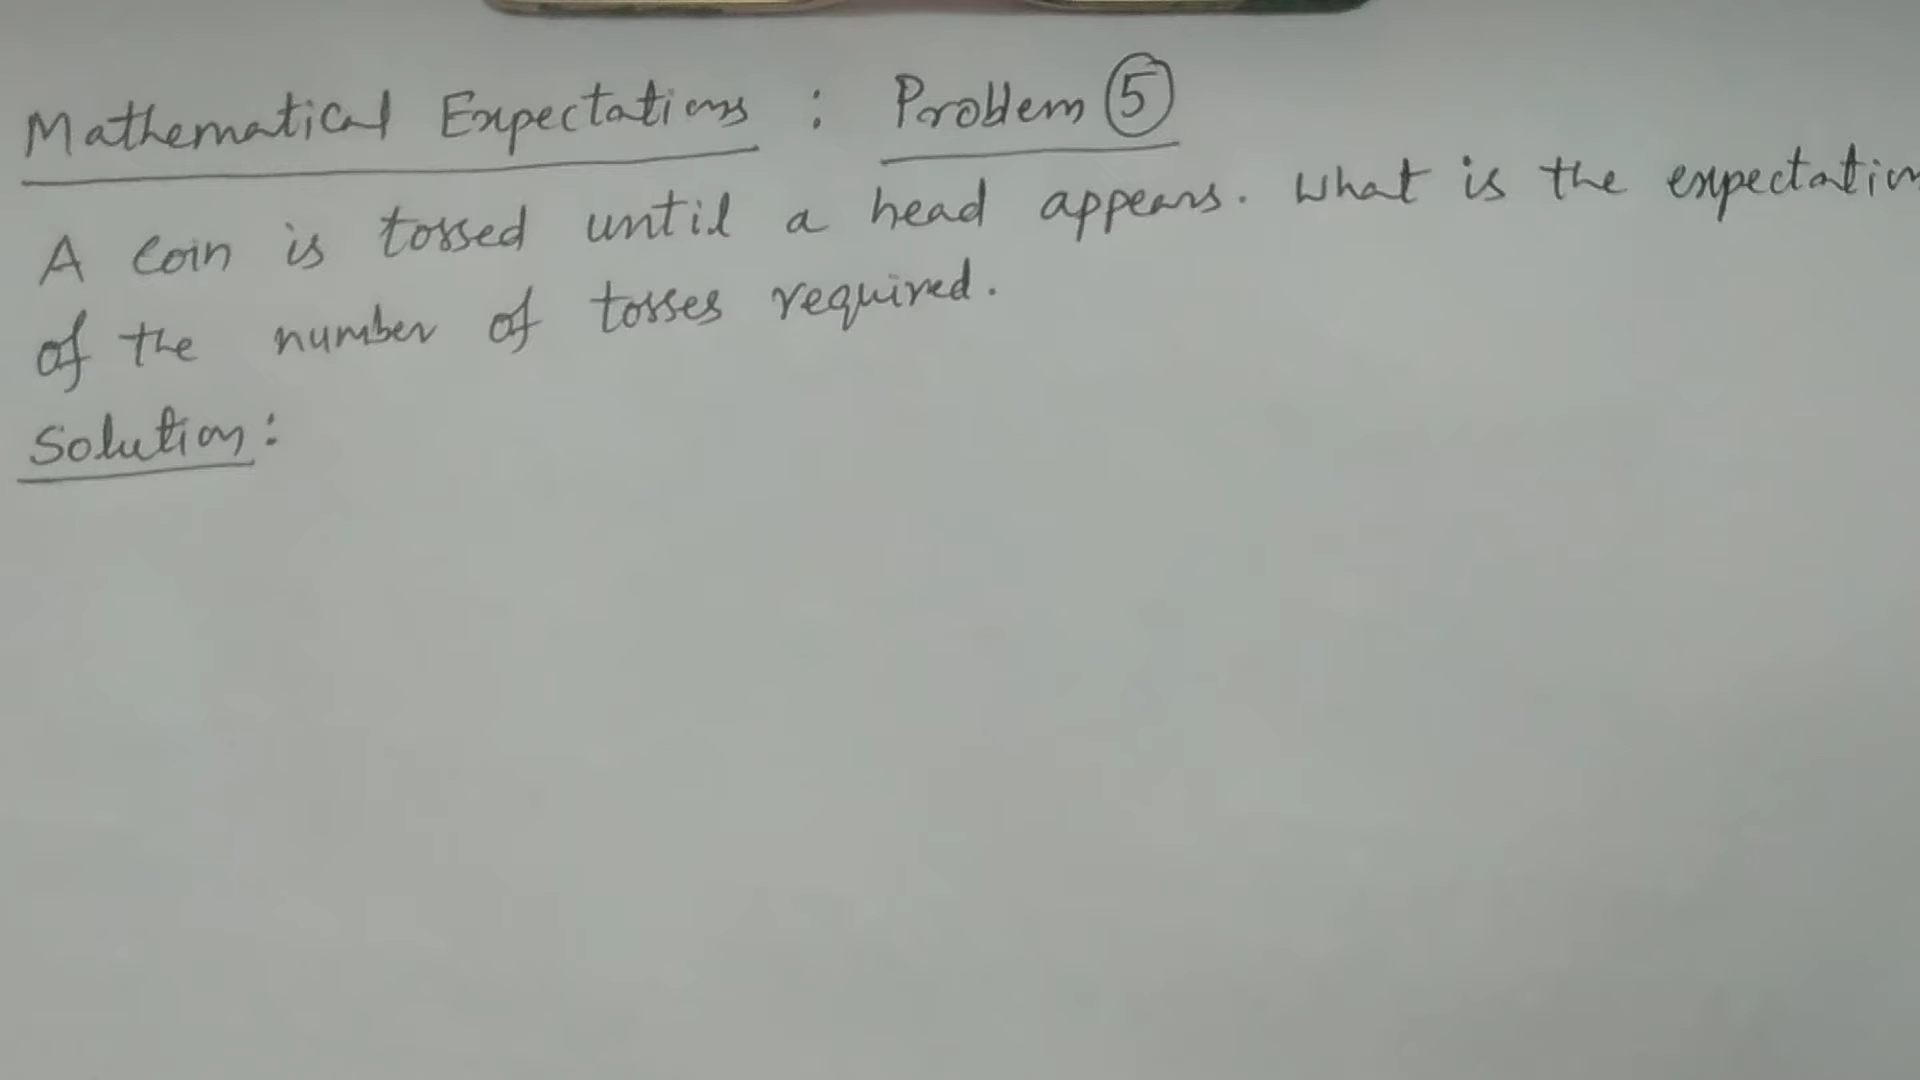 Mathematical Expectations : Problem 5
A coin is tossed until a head appears. What is the expectation
of the number of tosses required.
Solution: